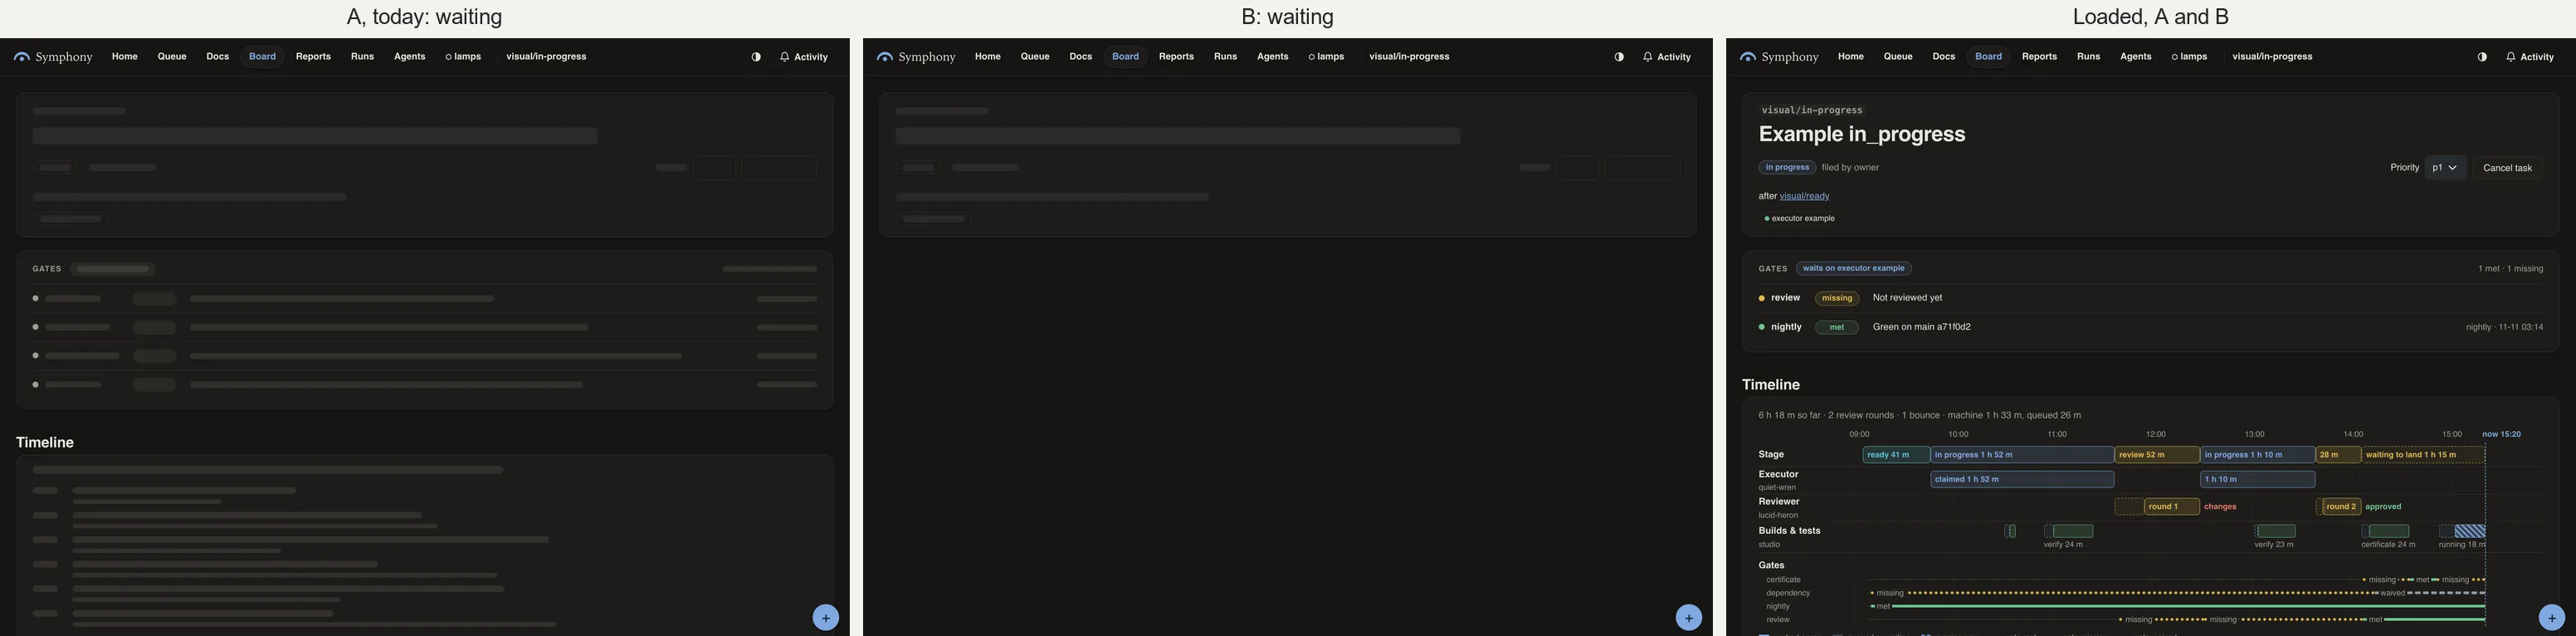 A, today: waiting
Symphony Home Queue Docs Board Reports Runs Agents lamps visual/in-progress Activity
GATES
Timeline
+
B: waiting
Symphony Home Queue Docs Board Reports Runs Agents lamps visual/in-progress Activity
+
Loaded, A and B
Symphony Home Queue Docs Board Reports Runs Agents lamps visual/in-progress Activity
visual/in-progress
Example in_progress
in progress filed by owner Priority p1 Cancel task
after visual/ready
executor example
GATES waits on executor example 1 met · 1 missing
review missing Not reviewed yet
nightly met Green on main a71f0d2 nightly · 11-11 03:14
Timeline
6 h 18 m so far · 2 review rounds · 1 bounce · machine 1 h 33 m, queued 26 m
09:00 10:00 11:00 12:00 13:00 14:00 15:00 now 15:20
Stage ready 41 m in progress 1 h 52 m review 52 m in progress 1 h 10 m 28 m waiting to land 1 h 15 m
Executor claimed 1 h 52 m 1 h 10 m
quiet-wren
Reviewer round 1 changes round 2 approved
lucid-heron
Builds & tests
studio verify 24 m verify 23 m certificate 24 m running 18 m
Gates
certificate missing met missing
dependency missing waived
nightly met
review missing missing met
+